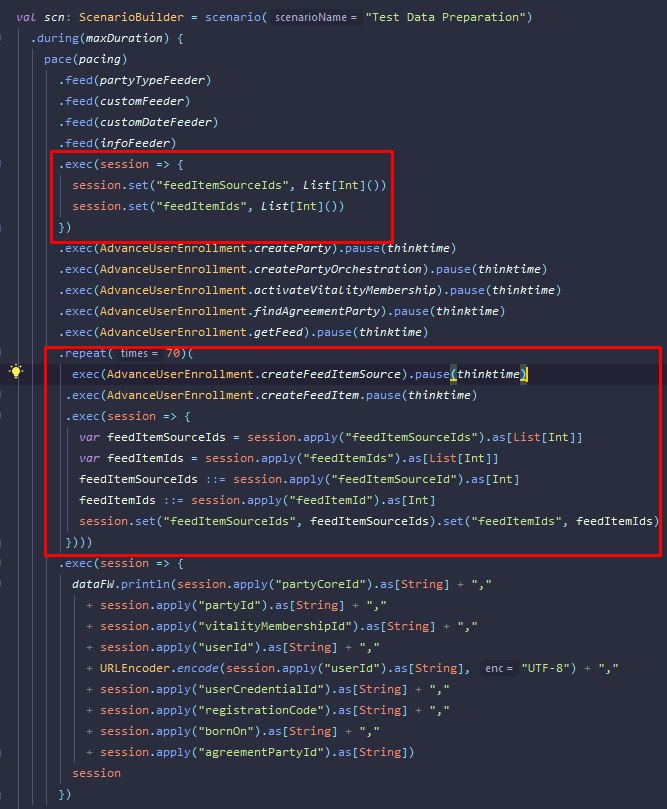 val scn: ScenarioBuilder = scenario( scenarioName = "Test Data Preparation")
.during(maxDuration) {
pace(pacing)
.feed(partyTypeFeeder)
.feed(customFeeder)
.feed(customDateFeeder)
.feed(infoFeeder)
.exec(session => {
session.set("feedItemSourceIds", List[Int]())
session.set("feedItemIds", List[Int]())
})
.exec(AdvanceUserEnrollment.createParty).pause(thinktime)
.exec(AdvanceUserEnrollment.createPartyOrchestration).pause(thinktime)
.exec(AdvanceUserEnrollment.activateVitalityMembership).pause(thinktime)
.exec(AdvanceUserEnrollment.findAgreementParty).pause(thinktime)
.exec(AdvanceUserEnrollment.getFeed).pause(thinktime)
.repeat( times = 70)(
exec(AdvanceUserEnrollment.createFeedItemSource).pause(thinktime)
.exec(AdvanceUserEnrollment.createFeedItem.pause(thinktime)
.exec(session => {
var feedItemSourceIds = session.apply("feedItemSourceIds").as[List[Int]]
var feedItemIds = session.apply("feedItemIds").as[List[Int]]
feedItemSourceIds ::= session.apply("feedItemSourceId").as[Int]
feedItemIds ::= session.apply("feedItemId").as[Int]
session.set("feedItemSourceIds", feedItemSourceIds).set("feedItemIds", feedItemIds)
})))
.exec(session => {
dataFW.println(session.apply("partyCoreId").as[String] + ","
+ session.apply("partyId").as[String] + ","
+ session.apply("vitalityMembershipId").as[String] + ","
+ session.apply("userId").as[String] + ","
+ URLEncoder.encode(session.apply("userId").as[String], enc = "UTF-8") + ","
+ session.apply("userCredentialId").as[String] + ","
+ session.apply("registrationCode").as[String] + ","
+ session.apply("bornOn").as[String] + ","
+ session.apply("agreementPartyId").as[String])
session
})